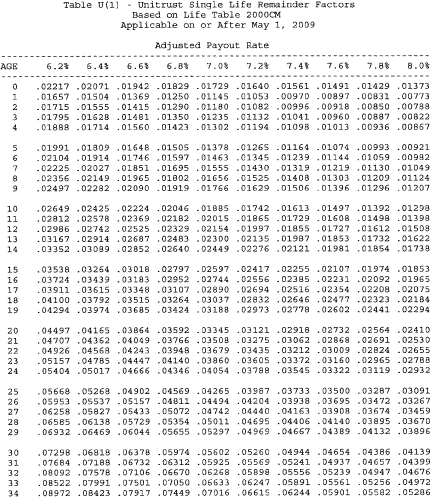 Table U(1) - Unitrust Single Life Remainder Factors
Based on Life Table 2000CM
Applicable on or After May 1, 2009
Adjusted Payout Rate
AGE 6.2% 6.4% 6.6% 6.8% 7.0% 7.2% 7.4% 7.6% 7.8% 8.0%
0 .02217 .02071 .01942 .01829 .01729 .01640 .01561 .01491 .01429 .01373
1 .01657 .01504 .01369 .01250 .01145 .01053 .00970 .00897 .00831 .00773
2 .01715 .01555 .01415 .01290 .01180 .01082 .00996 .00918 .00850 .00788
3 .01795 .01628 .01481 .01350 .01235 .01132 .01041 .00960 .00887 .00822
4 .01888 .01714 .01560 .01423 .01302 .01194 .01098 .01013 .00936 .00867
5 .01991 .01809 .01648 .01505 .01378 .01265 .01164 .01074 .00993 .00921
6 .02104 .01914 .01746 .01597 .01463 .01345 .01239 .01144 .01059 .00982
7 .02225 .02027 .01851 .01695 .01555 .01430 .01319 .01219 .01130 .01049
8 .02356 .02149 .01965 .01802 .01656 .01525 .01408 .01303 .01209 .01124
9 .02497 .02282 .02090 .01919 .01766 .01629 .01506 .01396 .01296 .01207
10 .02649 .02425 .02224 .02046 .01885 .01742 .01613 .01497 .01392 .01298
11 .02812 .02578 .02369 .02182 .02015 .01865 .01729 .01608 .01498 .01398
12 .02986 .02742 .02525 .02329 .02154 .01997 .01855 .01727 .01612 .01508
13 .03167 .02914 .02687 .02483 .02300 .02135 .01987 .01853 .01732 .01622
14 .03352 .03089 .02852 .02640 .02449 .02276 .02121 .01981 .01854 .01738
15 .03538 .03264 .03018 .02797 .02597 .02417 .02255 .02107 .01974 .01853
16 .03724 .03439 .03183 .02952 .02744 .02556 .02385 .02231 .02092 .01965
17 .03911 .03615 .03348 .03107 .02890 .02694 .02516 .02354 .02208 .02075
18 .04100 .03792 .03515 .03264 .03037 .02832 .02646 .02477 .02323 .02184
19 .04294 .03974 .03685 .03424 .03188 .02973 .02778 .02602 .02441 .02294
20 .04497 .04165 .03864 .03592 .03345 .03121 .02918 .02732 .02564 .02410
21 .04707 .04362 .04049 .03766 .03508 .03275 .03062 .02868 .02691 .02530
22 .04926 .04568 .04243 .03948 .03679 .03435 .03212 .03009 .02824 .02655
23 .05157 .04785 .04447 .04140 .03860 .03605 .03372 .03160 .02965 .02788
24 .05404 .05017 .04666 .04346 .04054 .03788 .03545 .03322 .03119 .02932
25 .05668 .05268 .04902 .04569 .04265 .03987 .03733 .03500 .03287 .03091
26 .05953 .05537 .05157 .04811 .04494 .04204 .03938 .03695 .03472 .03267
27 .06258 .05827 .05433 .05072 .04742 .04440 .04163 .03908 .03674 .03459
28 .06585 .06138 .05729 .05354 .05011 .04695 .04406 .04140 .03895 .03670
29 .06932 .06469 .06044 .05655 .05297 .04969 .04667 .04389 .04132 .03896
30 .07298 .06818 .06378 .05974 .05602 .05260 .04944 .04654 .04386 .04139
31 .07684 .07188 .06732 .06312 .05925 .05569 .05241 .04937 .04657 .04399
32 .08092 .07578 .07106 .06670 .06268 .05898 .05556 .05239 .04947 .04676
33 .08522 .07991 .07501 .07050 .06633 .06247 .05891 .05561 .05256 .04972
34 .08972 .08423 .07917 .07449 .07016 .06615 .06244 .05901 .05582 .05286